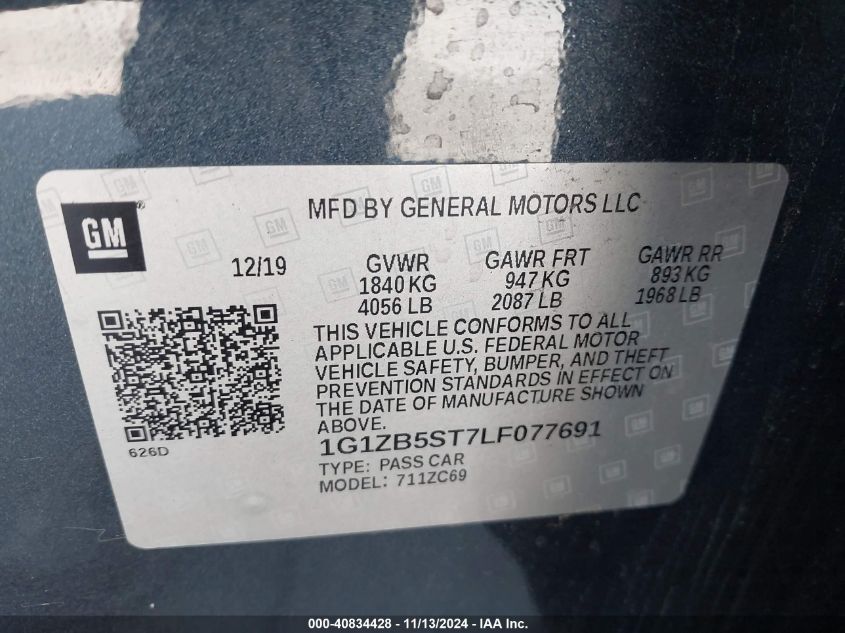 GM
MFD BY GENERAL MOTORS LLC
12/19
GVWR GAWR FRT GAWR RR
1840 KG 947 KG 893 KG
4056 LB 2087 LB 1968 LB
THIS VEHICLE CONFORMS TO ALL
APPLICABLE U.S. FEDERAL MOTOR
VEHICLE SAFETY, BUMPER, AND THEFT
PREVENTION STANDARDS IN EFFECT ON
THE DATE OF MANUFACTURE SHOWN
ABOVE.
626D
1G1ZB5ST7LF077691
TYPE: PASS CAR
MODEL: 711ZC69
000-40834428 - 11/13/2024 - IAA Inc.